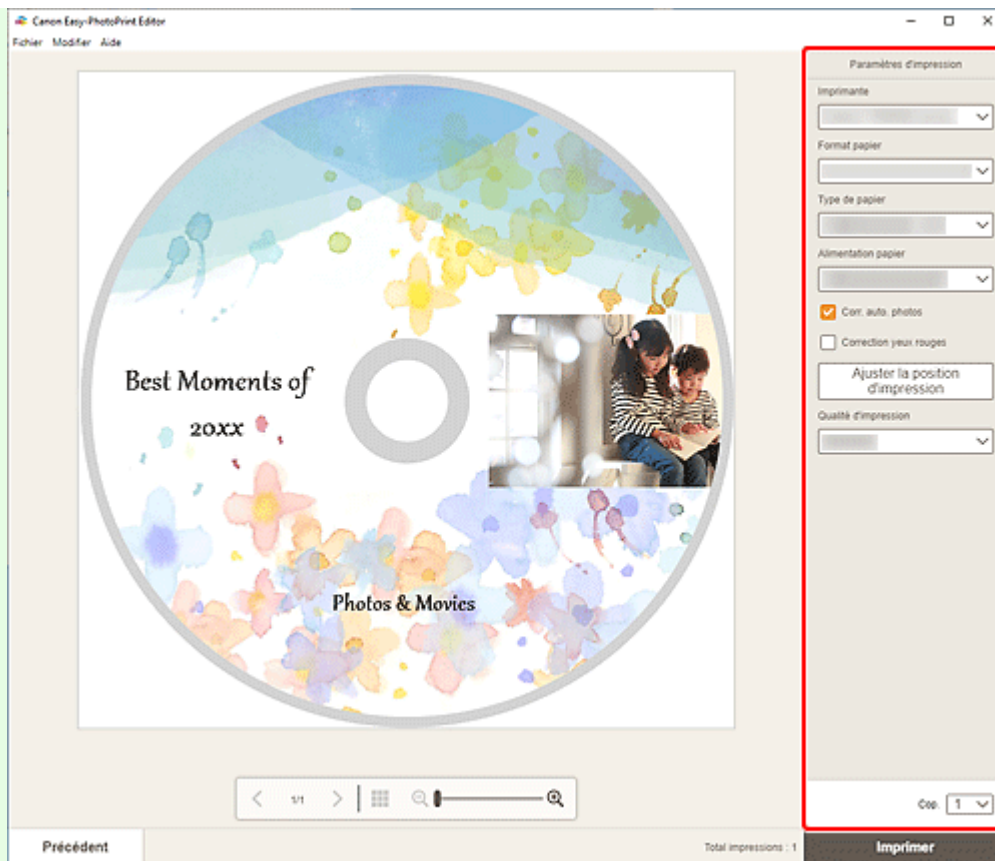 Canon Easy-PhotoPrint Editor
Fichier Modifier Aide
Best Moments of
20xx
Photos & Movies
1/1
Précédent
Total impressions : 1
Paramètres d'impression
Imprimante
Format papier
Type de papier
Alimentation papier
Corr. auto. photos
Correction yeux rouges
Ajuster la position
d'impression
Qualité d'impression
Cop. 1
Imprimer